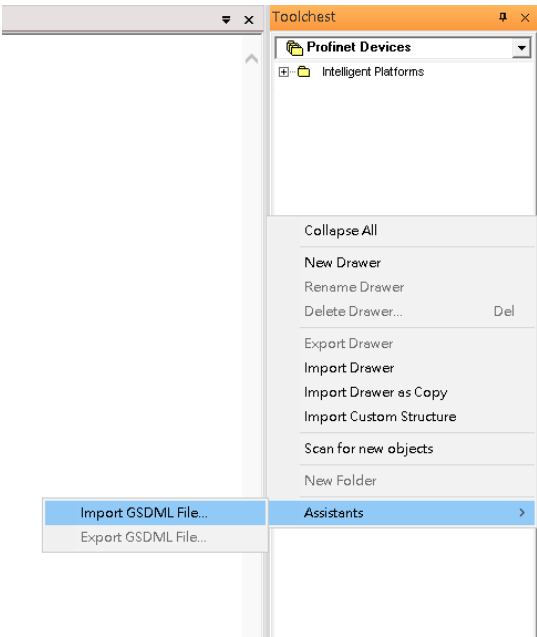 Toolchest
Profinet Devices
Intelligent Platforms
Collapse All
New Drawer
Rename Drawer
Delete Drawer... Del
Export Drawer
Import Drawer
Import Drawer as Copy
Import Custom Structure
Scan for new objects
New Folder
Import GSDML File... Assistants
Export GSDML File...